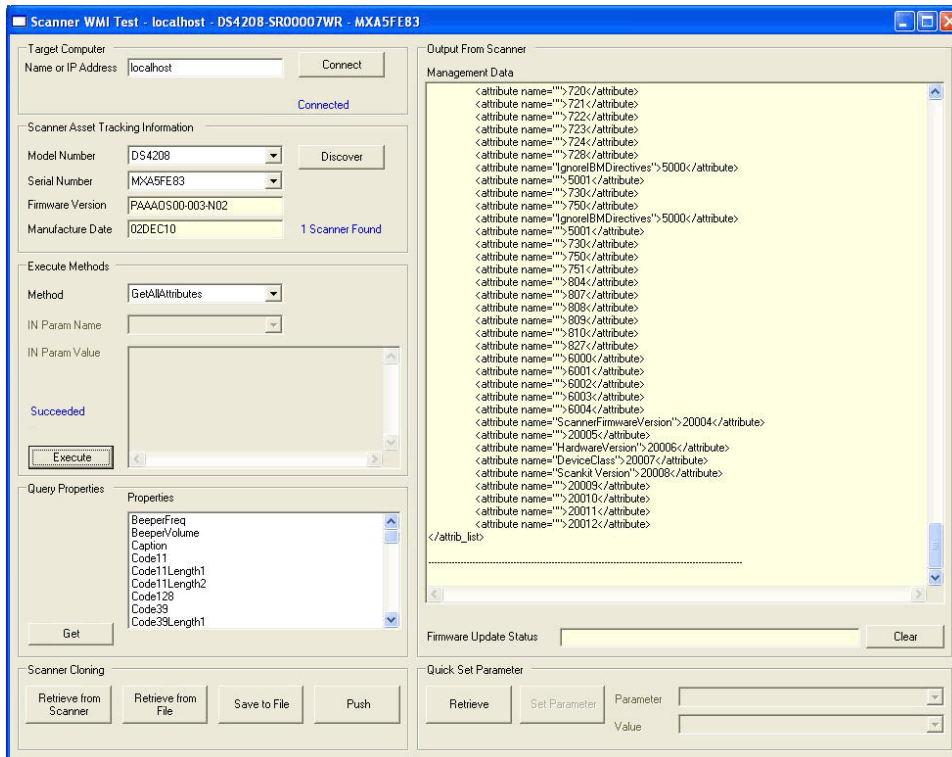 Scanner WMI Test - localhost - DS4208-SR00007WR - MXA5FE83
Target Computer
Name or IP Address
localhost
Connect
Connected
Scanner Asset Tracking Information
Model Number
DS4208
Discover
Serial Number
MXA5FE83
Firmware Version
PAAAOS00-003-N02
Manufacture Date
02DEC10
1 Scanner Found
Execute Methods
Method
GetAllAttributes
IN Param Name
IN Param Value
Succeeded
Execute
Query Properties
Properties
BeeperFreq
BeeperVolume
Caption
Code11
Code11Length1
Code11Length2
Code128
Code39
Code39Length1
Get
Scanner Cloning
Retrieve from
Scanner
Retrieve from
File
Save to File
Push
Output From Scanner
Management Data
<attribute name="">720</attribute>
<attribute name="">721</attribute>
<attribute name="">722</attribute>
<attribute name="">723</attribute>
<attribute name="">724</attribute>
<attribute name="">728</attribute>
<attribute name="IgnoreIBMDirectives">5000</attribute>
<attribute name="">5001</attribute>
<attribute name="">730</attribute>
<attribute name="">750</attribute>
<attribute name="IgnoreIBMDirectives">5000</attribute>
<attribute name="">5001</attribute>
<attribute name="">730</attribute>
<attribute name="">750</attribute>
<attribute name="">751</attribute>
<attribute name="">804</attribute>
<attribute name="">807</attribute>
<attribute name="">808</attribute>
<attribute name="">809</attribute>
<attribute name="">810</attribute>
<attribute name="">827</attribute>
<attribute name="">6000</attribute>
<attribute name="">6001</attribute>
<attribute name="">6002</attribute>
<attribute name="">6003</attribute>
<attribute name="">6004</attribute>
<attribute name="ScannerFirmwareVersion">20004</attribute>
<attribute name="">20005</attribute>
<attribute name="HardwareVersion">20006</attribute>
<attribute name="DeviceClass">20007</attribute>
<attribute name="Scankit Version">20008</attribute>
<attribute name="">20009</attribute>
<attribute name="">20010</attribute>
<attribute name="">20011</attribute>
<attribute name="">20012</attribute>
</attrib_list>
Firmware Update Status
Clear
Quick Set Parameter
Retrieve
Set Parameter
Parameter
Value